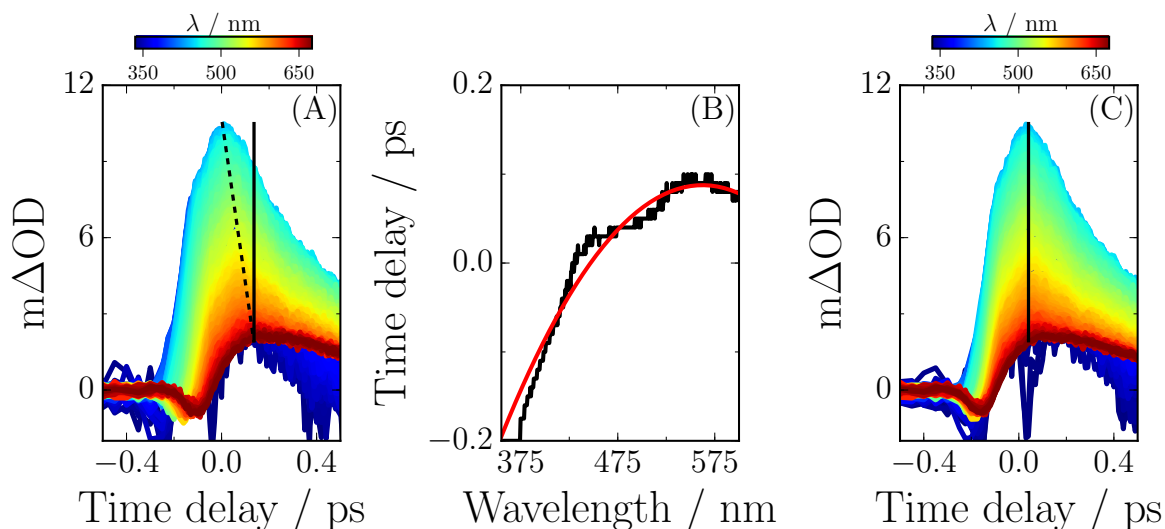 λ / nm
350 500 650
(A)
12
6
0
mΔOD
−0.4 0.0 0.4
Time delay / ps
(B)
0.2
0.0
−0.2
Time delay / ps
375 475 575
Wavelength / nm
λ / nm
350 500 650
(C)
12
6
0
mΔOD
−0.4 0.0 0.4
Time delay / ps